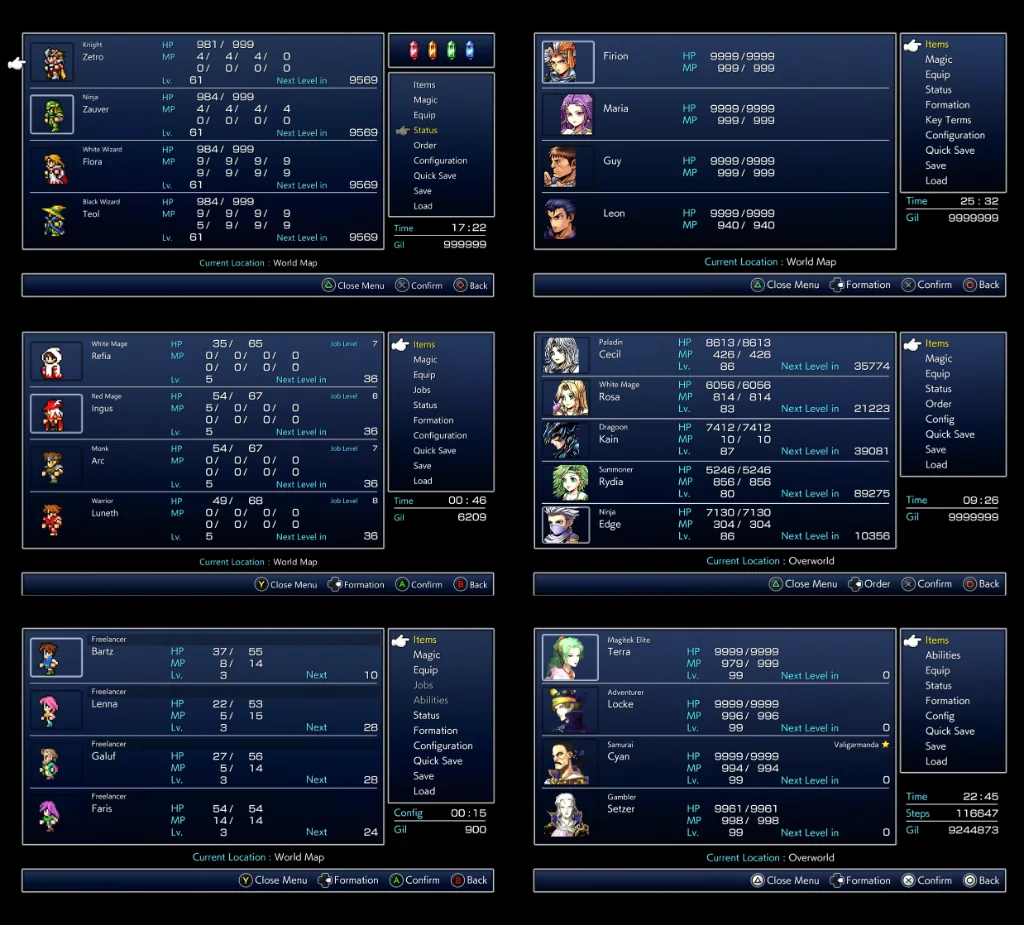 Knight HP 981/ 999
Zetro MP 4/ 4/ 4/ 0
0/ 0/ 0/ 0
Lv. 61 Next Level in 9569
Ninja HP 984/ 999
Zauver MP 4/ 4/ 4/ 4
0/ 0/ 0/ 0
Lv. 61 Next Level in 9569
White Wizard HP 984/ 999
Flora MP 9/ 9/ 9/ 9
9/ 9/ 9/ 9
Lv. 61 Next Level in 9569
Black Wizard HP 984/ 999
Teol MP 9/ 9/ 9/ 9
5/ 9/ 9/ 9
Lv. 61 Next Level in 9569
Items
Magic
Equip
Status
Order
Configuration
Quick Save
Save
Load
Time 17:22
Gil 999999
Current Location : World Map
Close Menu Confirm Back
Firion HP 9999/9999
MP 999/ 999
Maria HP 9999/9999
MP 999/ 999
Guy HP 9999/9999
MP 999/ 999
Leon HP 9999/9999
MP 940/ 940
Items
Magic
Equip
Status
Formation
Key Terms
Configuration
Quick Save
Save
Load
Time 25:32
Gil 9999999
Current Location : World Map
Close Menu Formation Confirm Back
White Mage HP 35/ 65 Job Level 7
Refia MP 0/ 0/ 0/ 0
0/ 0/ 0/ 0
Lv. 5 Next Level in 36
Red Mage HP 54/ 67 Job Level 8
Ingus MP 5/ 0/ 0/ 0
0/ 0/ 0/ 0
Lv. 5 Next Level in 36
Monk HP 54/ 67 Job Level 7
Arc MP 0/ 0/ 0/ 0
0/ 0/ 0/ 0
Lv. 5 Next Level in 36
Warrior HP 49/ 68 Job Level 8
Luneth MP 0/ 0/ 0/ 0
0/ 0/ 0/ 0
Lv. 5 Next Level in 36
Items
Magic
Equip
Jobs
Status
Formation
Configuration
Quick Save
Save
Load
Time 00:46
Gil 6209
Current Location : World Map
Y Close Menu Formation A Confirm B Back
Paladin HP 8613/8613
Cecil MP 426/ 426
Lv. 86 Next Level in 35774
White Mage HP 6056/6056
Rosa MP 814/ 814
Lv. 83 Next Level in 21223
Dragoon HP 7412/7412
Kain MP 10/ 10
Lv. 87 Next Level in 39081
Summoner HP 5246/5246
Rydia MP 856/ 856
Lv. 80 Next Level in 89275
Ninja HP 7130/7130
Edge MP 304/ 304
Lv. 86 Next Level in 10356
Items
Magic
Equip
Status
Order
Config
Quick Save
Save
Load
Time 09:26
Gil 9999999
Current Location : Overworld
Close Menu Order Confirm Back
Freelancer
Bartz HP 37/ 55
MP 8/ 14
Lv. 3 Next 10
Freelancer
Lenna HP 22/ 53
MP 5/ 15
Lv. 3 Next 28
Freelancer
Galuf HP 27/ 56
MP 5/ 14
Lv. 3 Next 28
Freelancer
Faris HP 54/ 54
MP 14/ 14
Lv. 3 Next 24
Items
Magic
Equip
Jobs
Abilities
Status
Formation
Configuration
Quick Save
Save
Load
Config 00:15
Gil 900
Current Location : World Map
Y Close Menu Formation A Confirm B Back
Magitek Elite
Terra HP 9999/9999
MP 979/ 999
Lv. 99 Next Level in 0
Adventurer
Locke HP 9999/9999
MP 996/ 996
Lv. 99 Next Level in 0
Samurai Valigarmanda
Cyan HP 9999/9999
MP 994/ 994
Lv. 99 Next Level in 0
Gambler
Setzer HP 9961/9961
MP 998/ 998
Lv. 99 Next Level in 0
Items
Abilities
Equip
Status
Formation
Config
Quick Save
Save
Load
Time 22:45
Steps 116647
Gil 9244873
Current Location : Overworld
Close Menu Formation Confirm Back